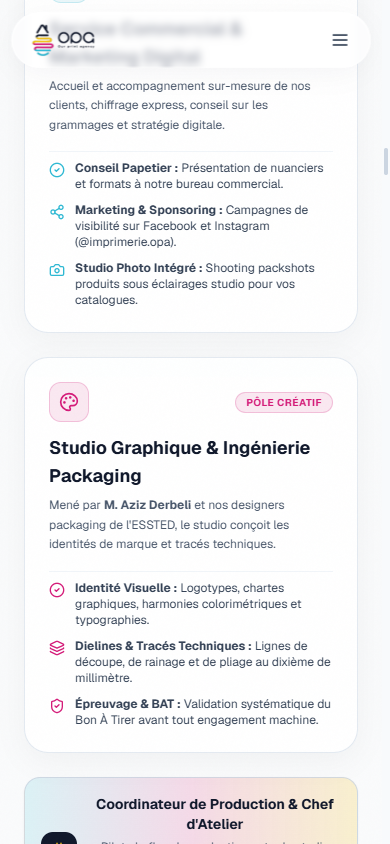 opa
Service Commercial &
Marketing Digital
Accueil et accompagnement sur-mesure de nos
clients, chiffrage express, conseil sur les
grammages et stratégie digitale.
Conseil Papetier : Présentation de nuanciers
et formats à notre bureau commercial.
Marketing & Sponsoring : Campagnes de
visibilité sur Facebook et Instagram
(@imprimerie.opa).
Studio Photo Intégré : Shooting packshots
produits sous éclairages studio pour vos
catalogues.
PÔLE CRÉATIF
Studio Graphique & Ingénierie
Packaging
Mené par M. Aziz Derbeli et nos designers
packaging de l'ESSTED, le studio conçoit les
identités de marque et tracés techniques.
Identité Visuelle : Logotypes, chartes
graphiques, harmonies colorimétriques et
typographies.
Dielines & Tracés Techniques : Lignes de
découpe, de rainage et de pliage au dixième de
millimètre.
Épreuvage & BAT : Validation systématique du
Bon À Tirer avant tout engagement machine.
Coordinateur de Production & Chef
d'Atelier